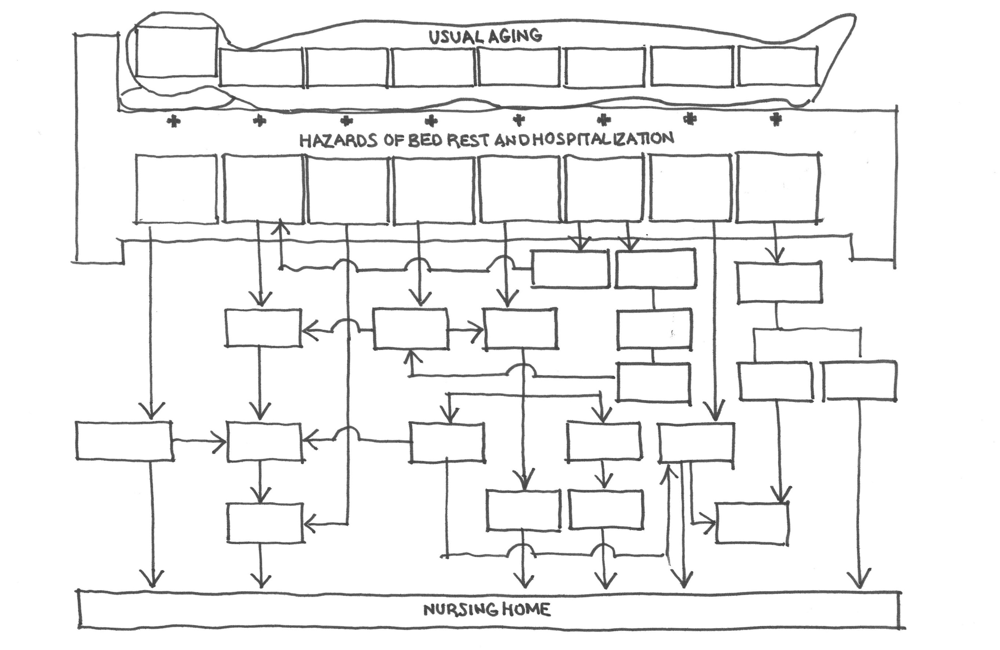 USUAL AGING
HAZARDS OF BED REST AND HOSPITALIZATION
NURSING HOME